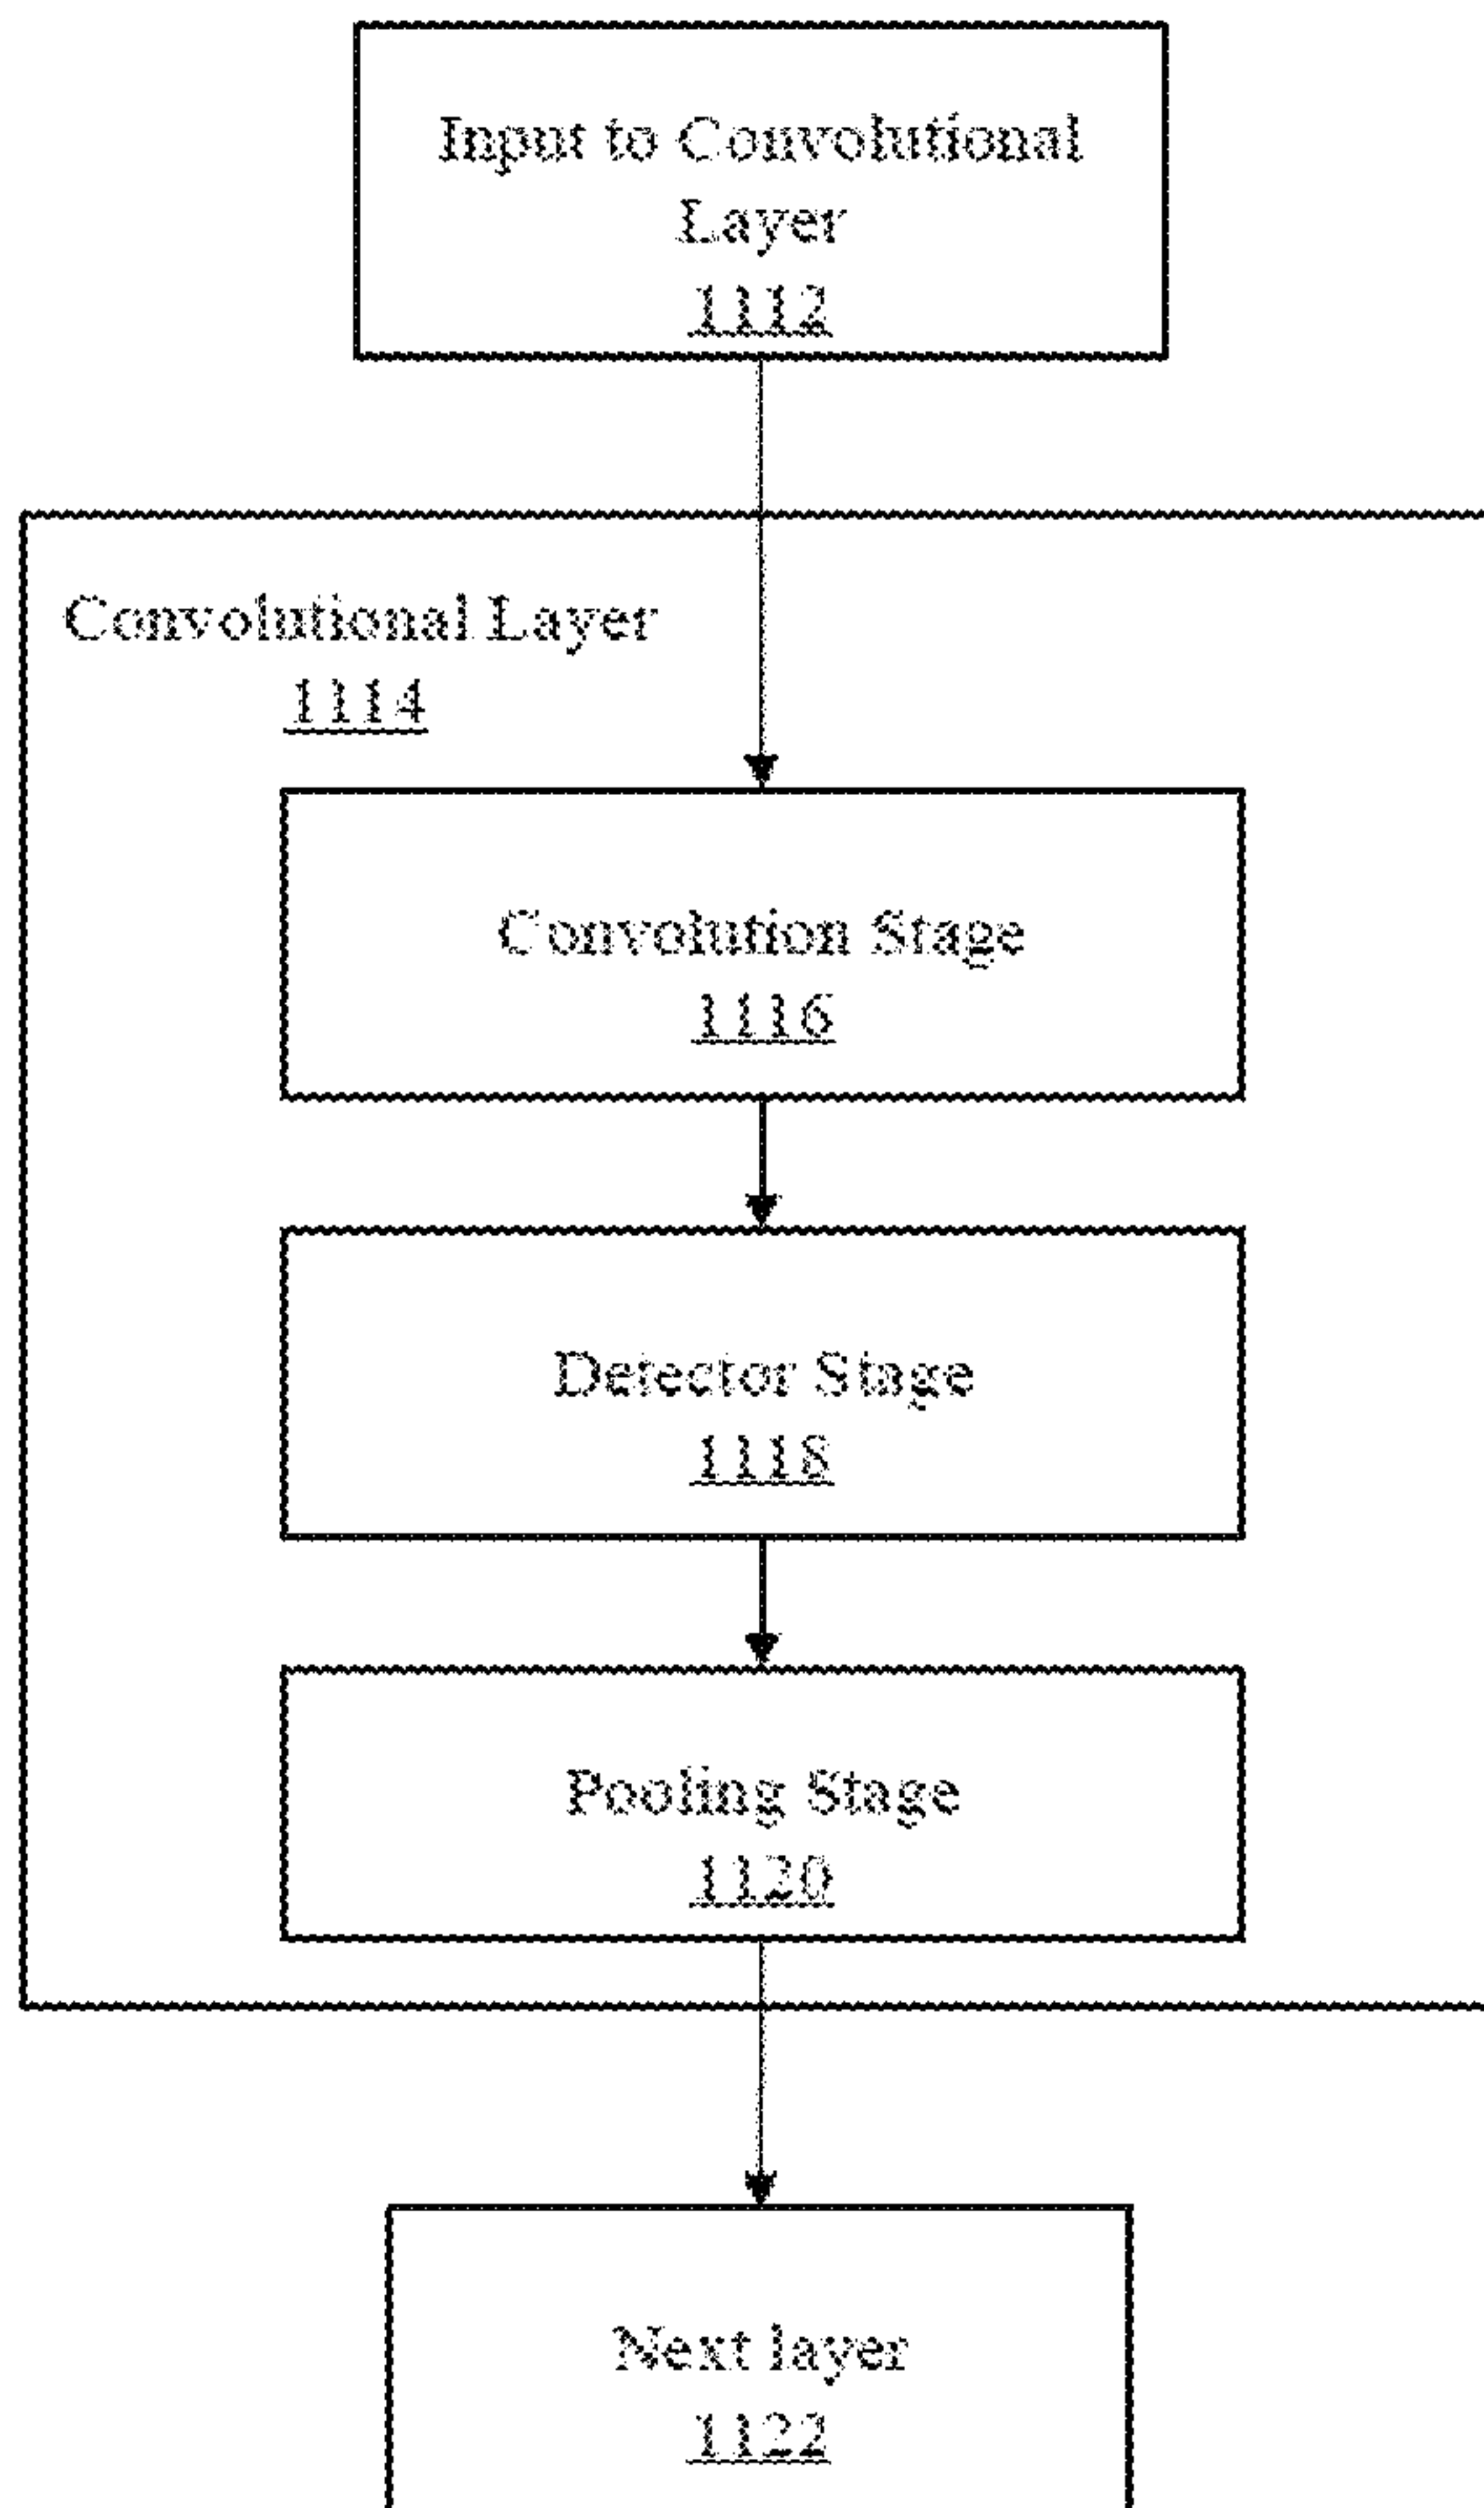 Input to Convolutional
Layer
1112
Convolutional Layer
1114
Convolution Stage
1116
Detector Stage
1118
Pooling Stage
1120
Next layer
1122